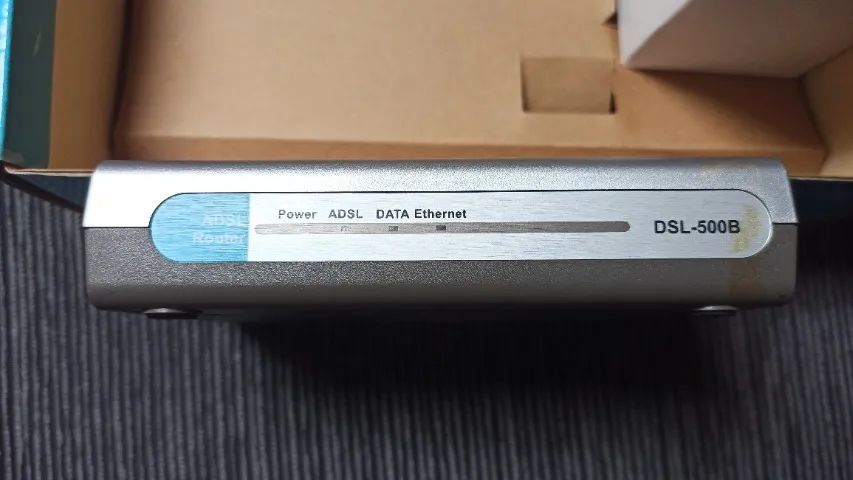 ADSL
Router
Power ADSL DATA Ethernet
DSL-500B